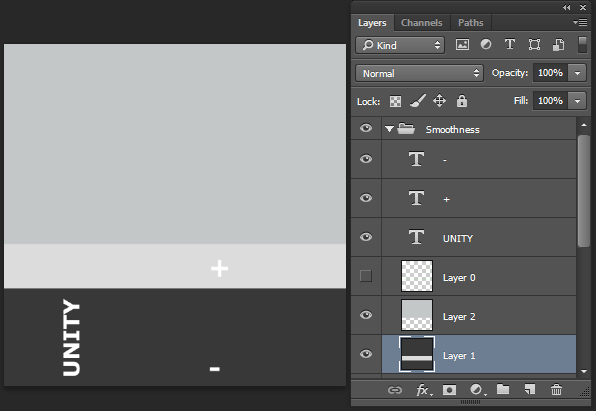 Layers Channels Paths
Kind
Normal Opacity: 100%
Lock: Fill: 100%
Smoothness
T -
T +
T UNITY
Layer 0
Layer 2
Layer 1
fx
+
UNITY
-